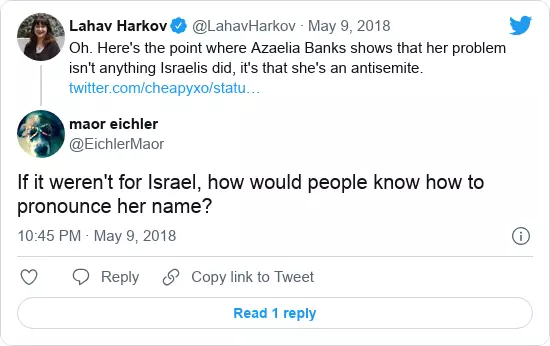 Lahav Harkov @LahavHarkov · May 9, 2018
Oh. Here's the point where Azaelia Banks shows that her problem
isn't anything Israelis did, it's that she's an antisemite.
twitter.com/cheapyxo/statu…
maor eichler
@EichlerMaor
If it weren't for Israel, how would people know how to
pronounce her name?
10:45 PM · May 9, 2018
Reply Copy link to Tweet
Read 1 reply